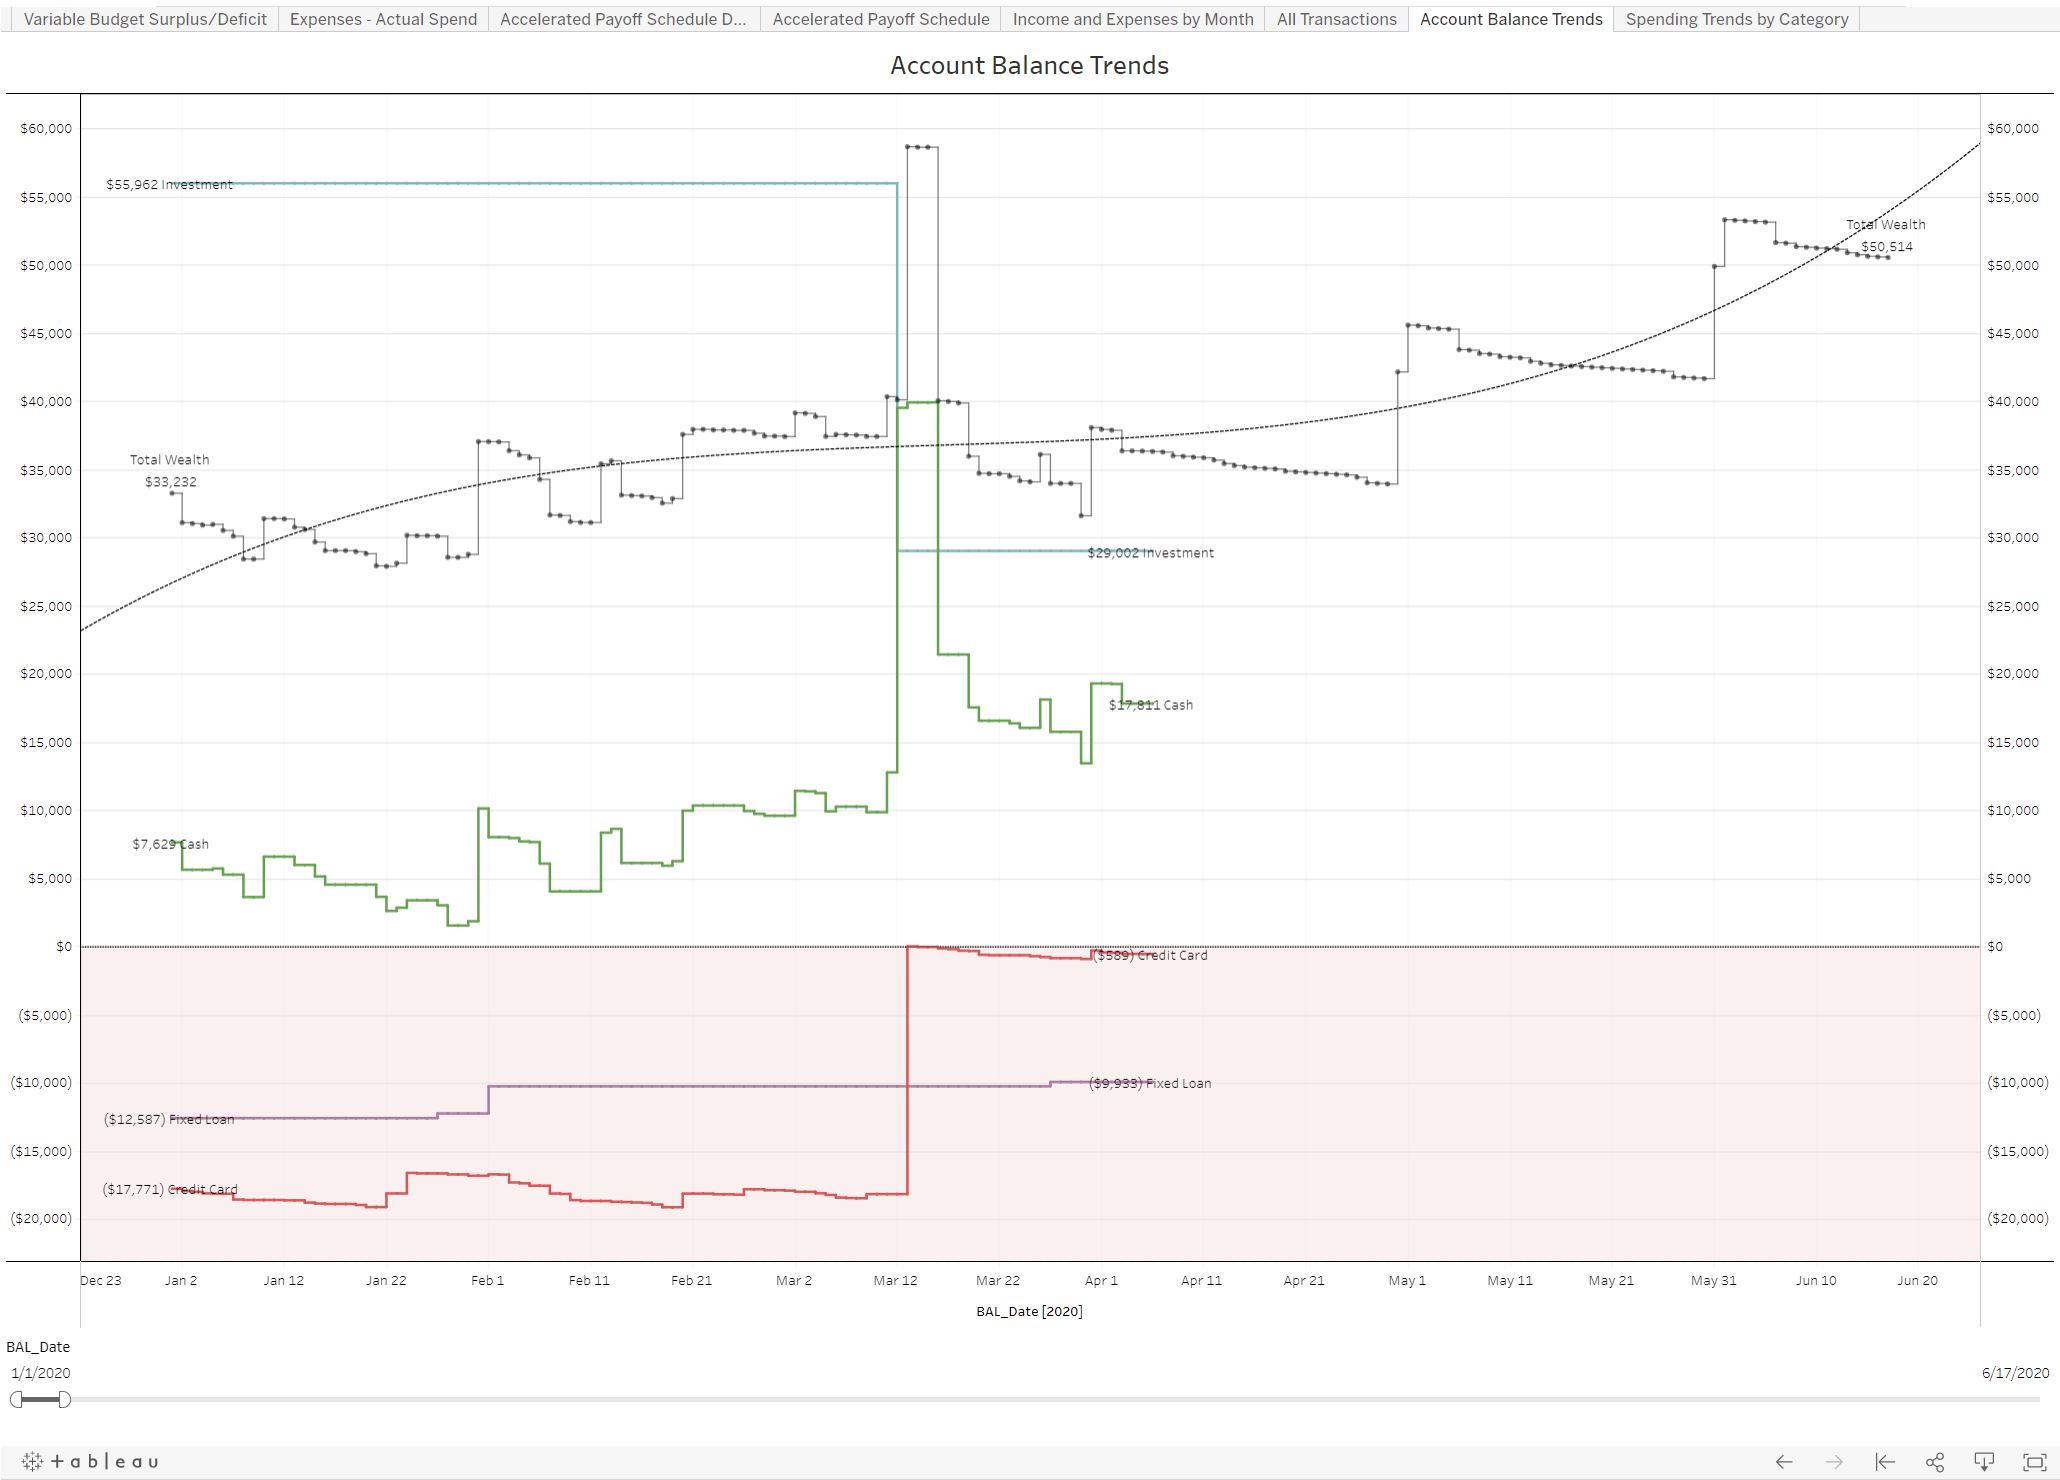 Variable Budget Surplus/Deficit Expenses - Actual Spend Accelerated Payoff Schedule D... Accelerated Payoff Schedule Income and Expenses by Month All Transactions Account Balance Trends Spending Trends by Category
Account Balance Trends
$60,000 $60,000
$55,962 Investment
$55,000 $55,000
Total Wealth
$50,514
$50,000 $50,000
$45,000 $45,000
$40,000 $40,000
Total Wealth
$35,000 $35,000
$33,232
$30,000 $30,000
$29,002 Investment
$25,000 $25,000
$20,000 $20,000
$17,811 Cash
$15,000 $15,000
$10,000 $10,000
$7,629 Cash
$5,000 $5,000
$0 $0
($589) Credit Card
($5,000) ($5,000)
($10,000) ($10,000)
($9,933) Fixed Loan
($12,587) Fixed Loan
($15,000) ($15,000)
($17,771) Credit Card
($20,000) ($20,000)
Dec 23 Jan 2 Jan 12 Jan 22 Feb 1 Feb 11 Feb 21 Mar 2 Mar 12 Mar 22 Apr 1 Apr 11 Apr 21 May 1 May 11 May 21 May 31 Jun 10 Jun 20
BAL_Date [2020]
BAL_Date
1/1/2020 6/17/2020
+ableau